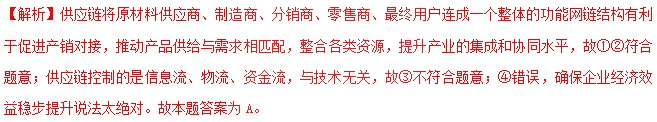 【解析】供应链将原材料供应商、制造商、分销商、零售商、最终用户连成一个整体的功能网链结构有利
于促进产销对接，推动产品供给与需求相匹配，整合各类资源，提升产业的集成和协同水平，故①②符合
题意；供应链控制的是信息流、物流、资金流，与技术无关，故③不符合题意；④错误，确保企业经济效
益稳步提升说法太绝对。故本题答案为 A。